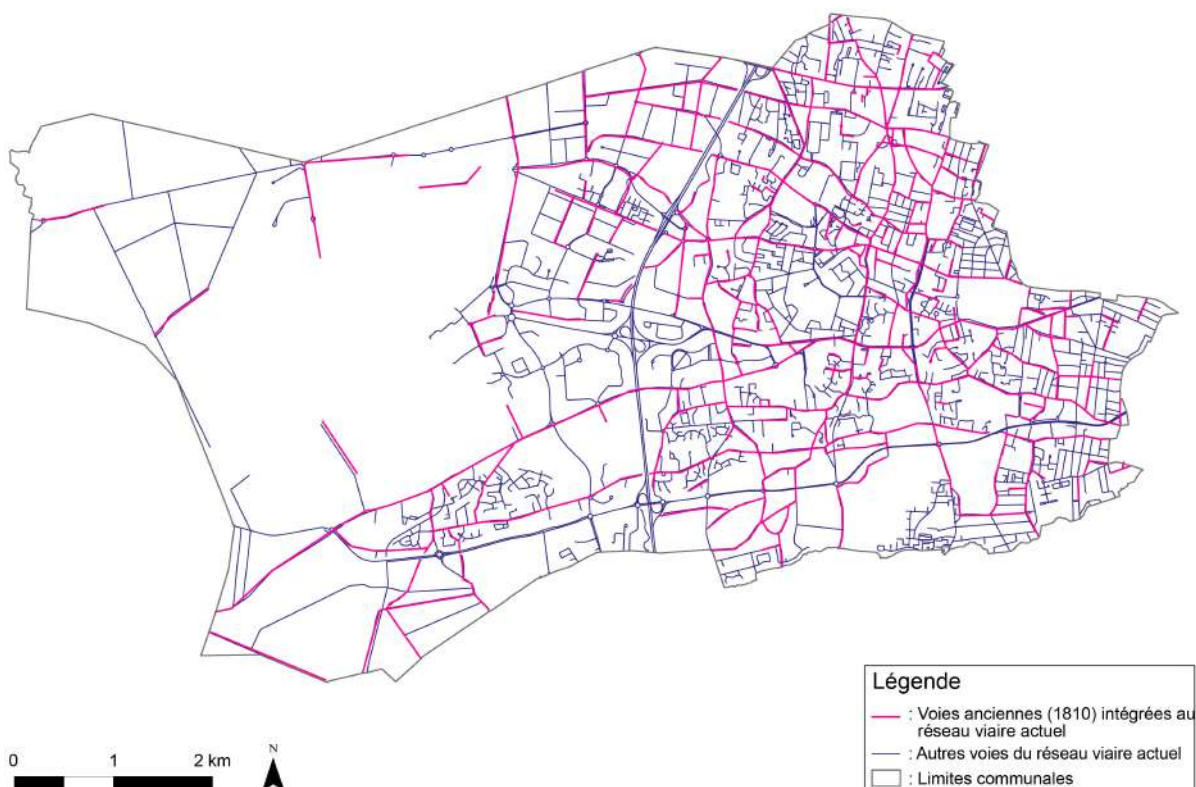 Légende
: Voies anciennes (1810) intégrées au
réseau viaire actuel
: Autres voies du réseau viaire actuel
: Limites communales
0 1 2 km
N